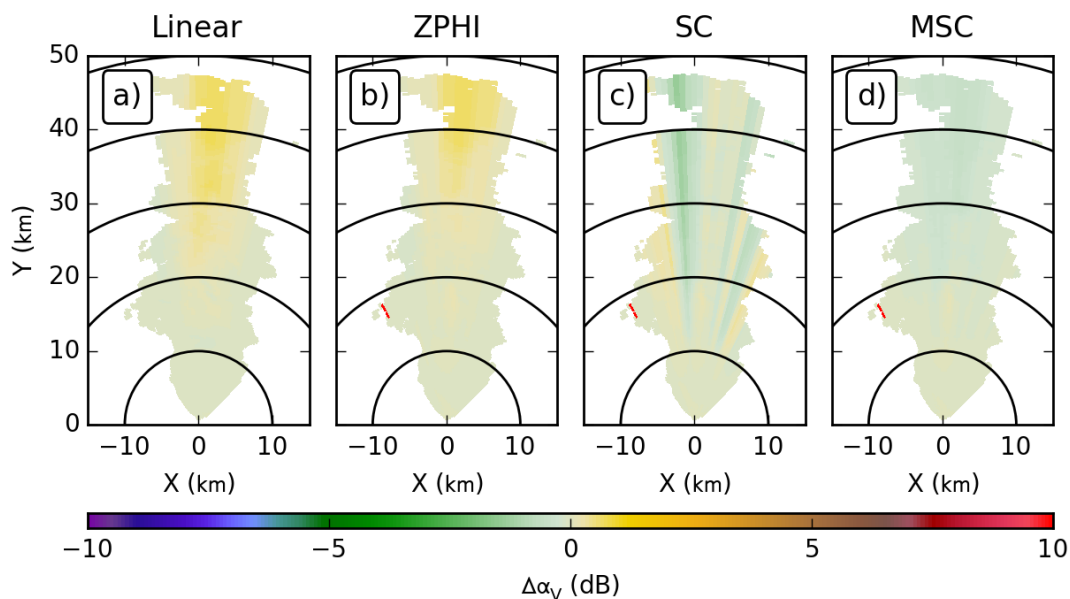 Linear ZPHI SC MSC
50 a) b) c) d)
40
30
Y (km)
20
10
0
−10 0 10 −10 0 10 −10 0 10 −10 0 10
X (km) X (km) X (km) X (km)
−10 −5 0 5 10
Δα_V (dB)